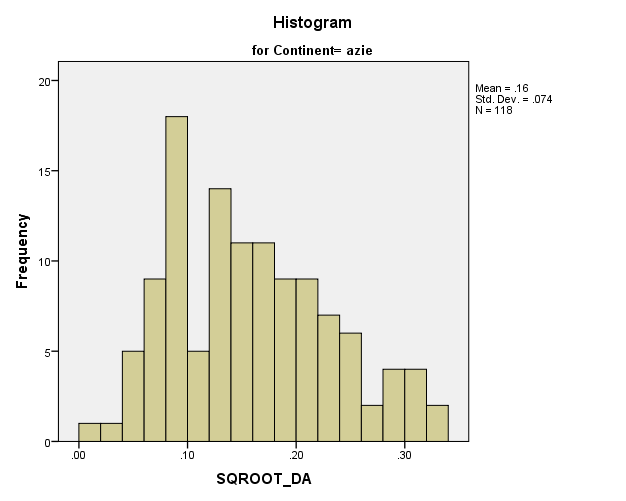 Histogram
for Continent= azie
Mean = .16
Std. Dev. = .074
N = 118
20
15
10
5
0
Frequency
.00 .10 .20 .30
SQROOT_DA